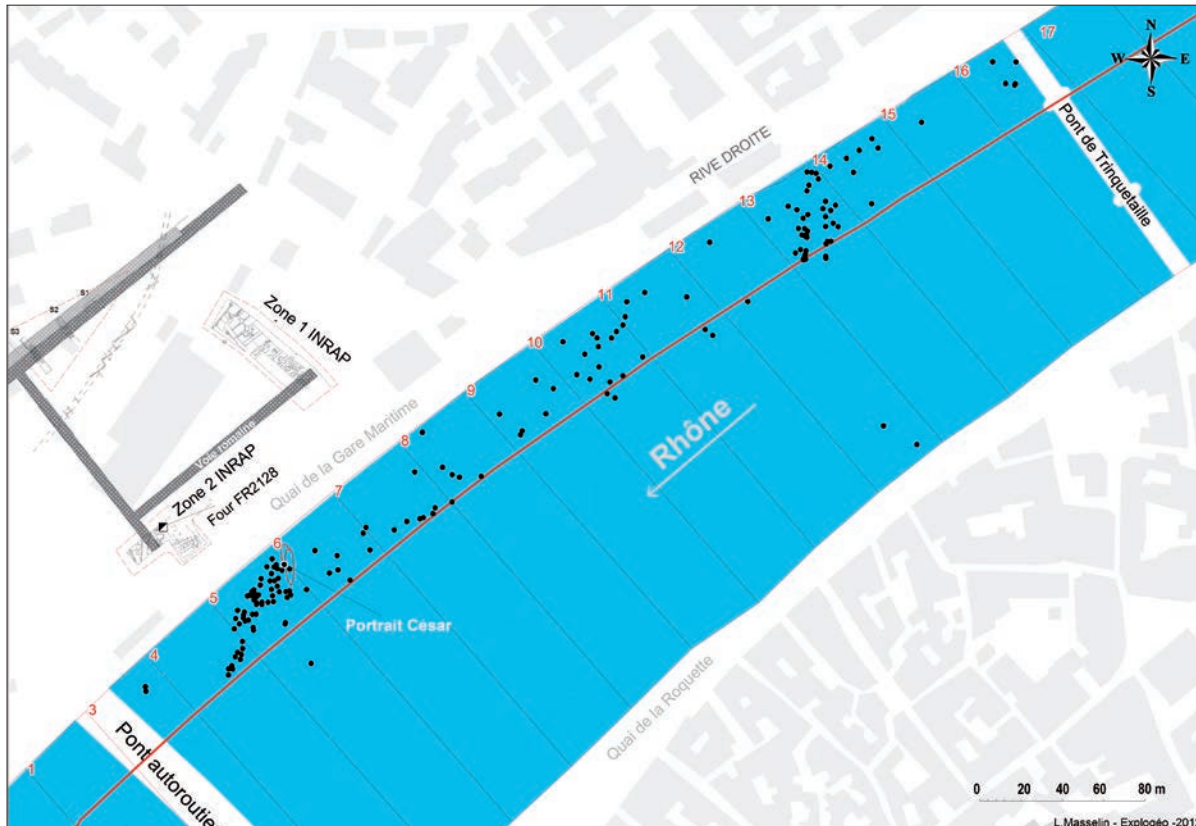 17
N
W
E
S
16
15
14
13
12
11
10
9
8
7
6
5
4
3
1
Pont de Trinquetaille
RIVE DROITE
S1
S2
S3
Zone 1 INRAP
Voie romaine
Zone 2 INRAP
Four FR2128
Quai de la Gare Maritime
Rhône
Portrait César
Quai de la Roquette
Pont autoroutie
0 20 40 60 80 m
L.Masselin - Explogéo -201